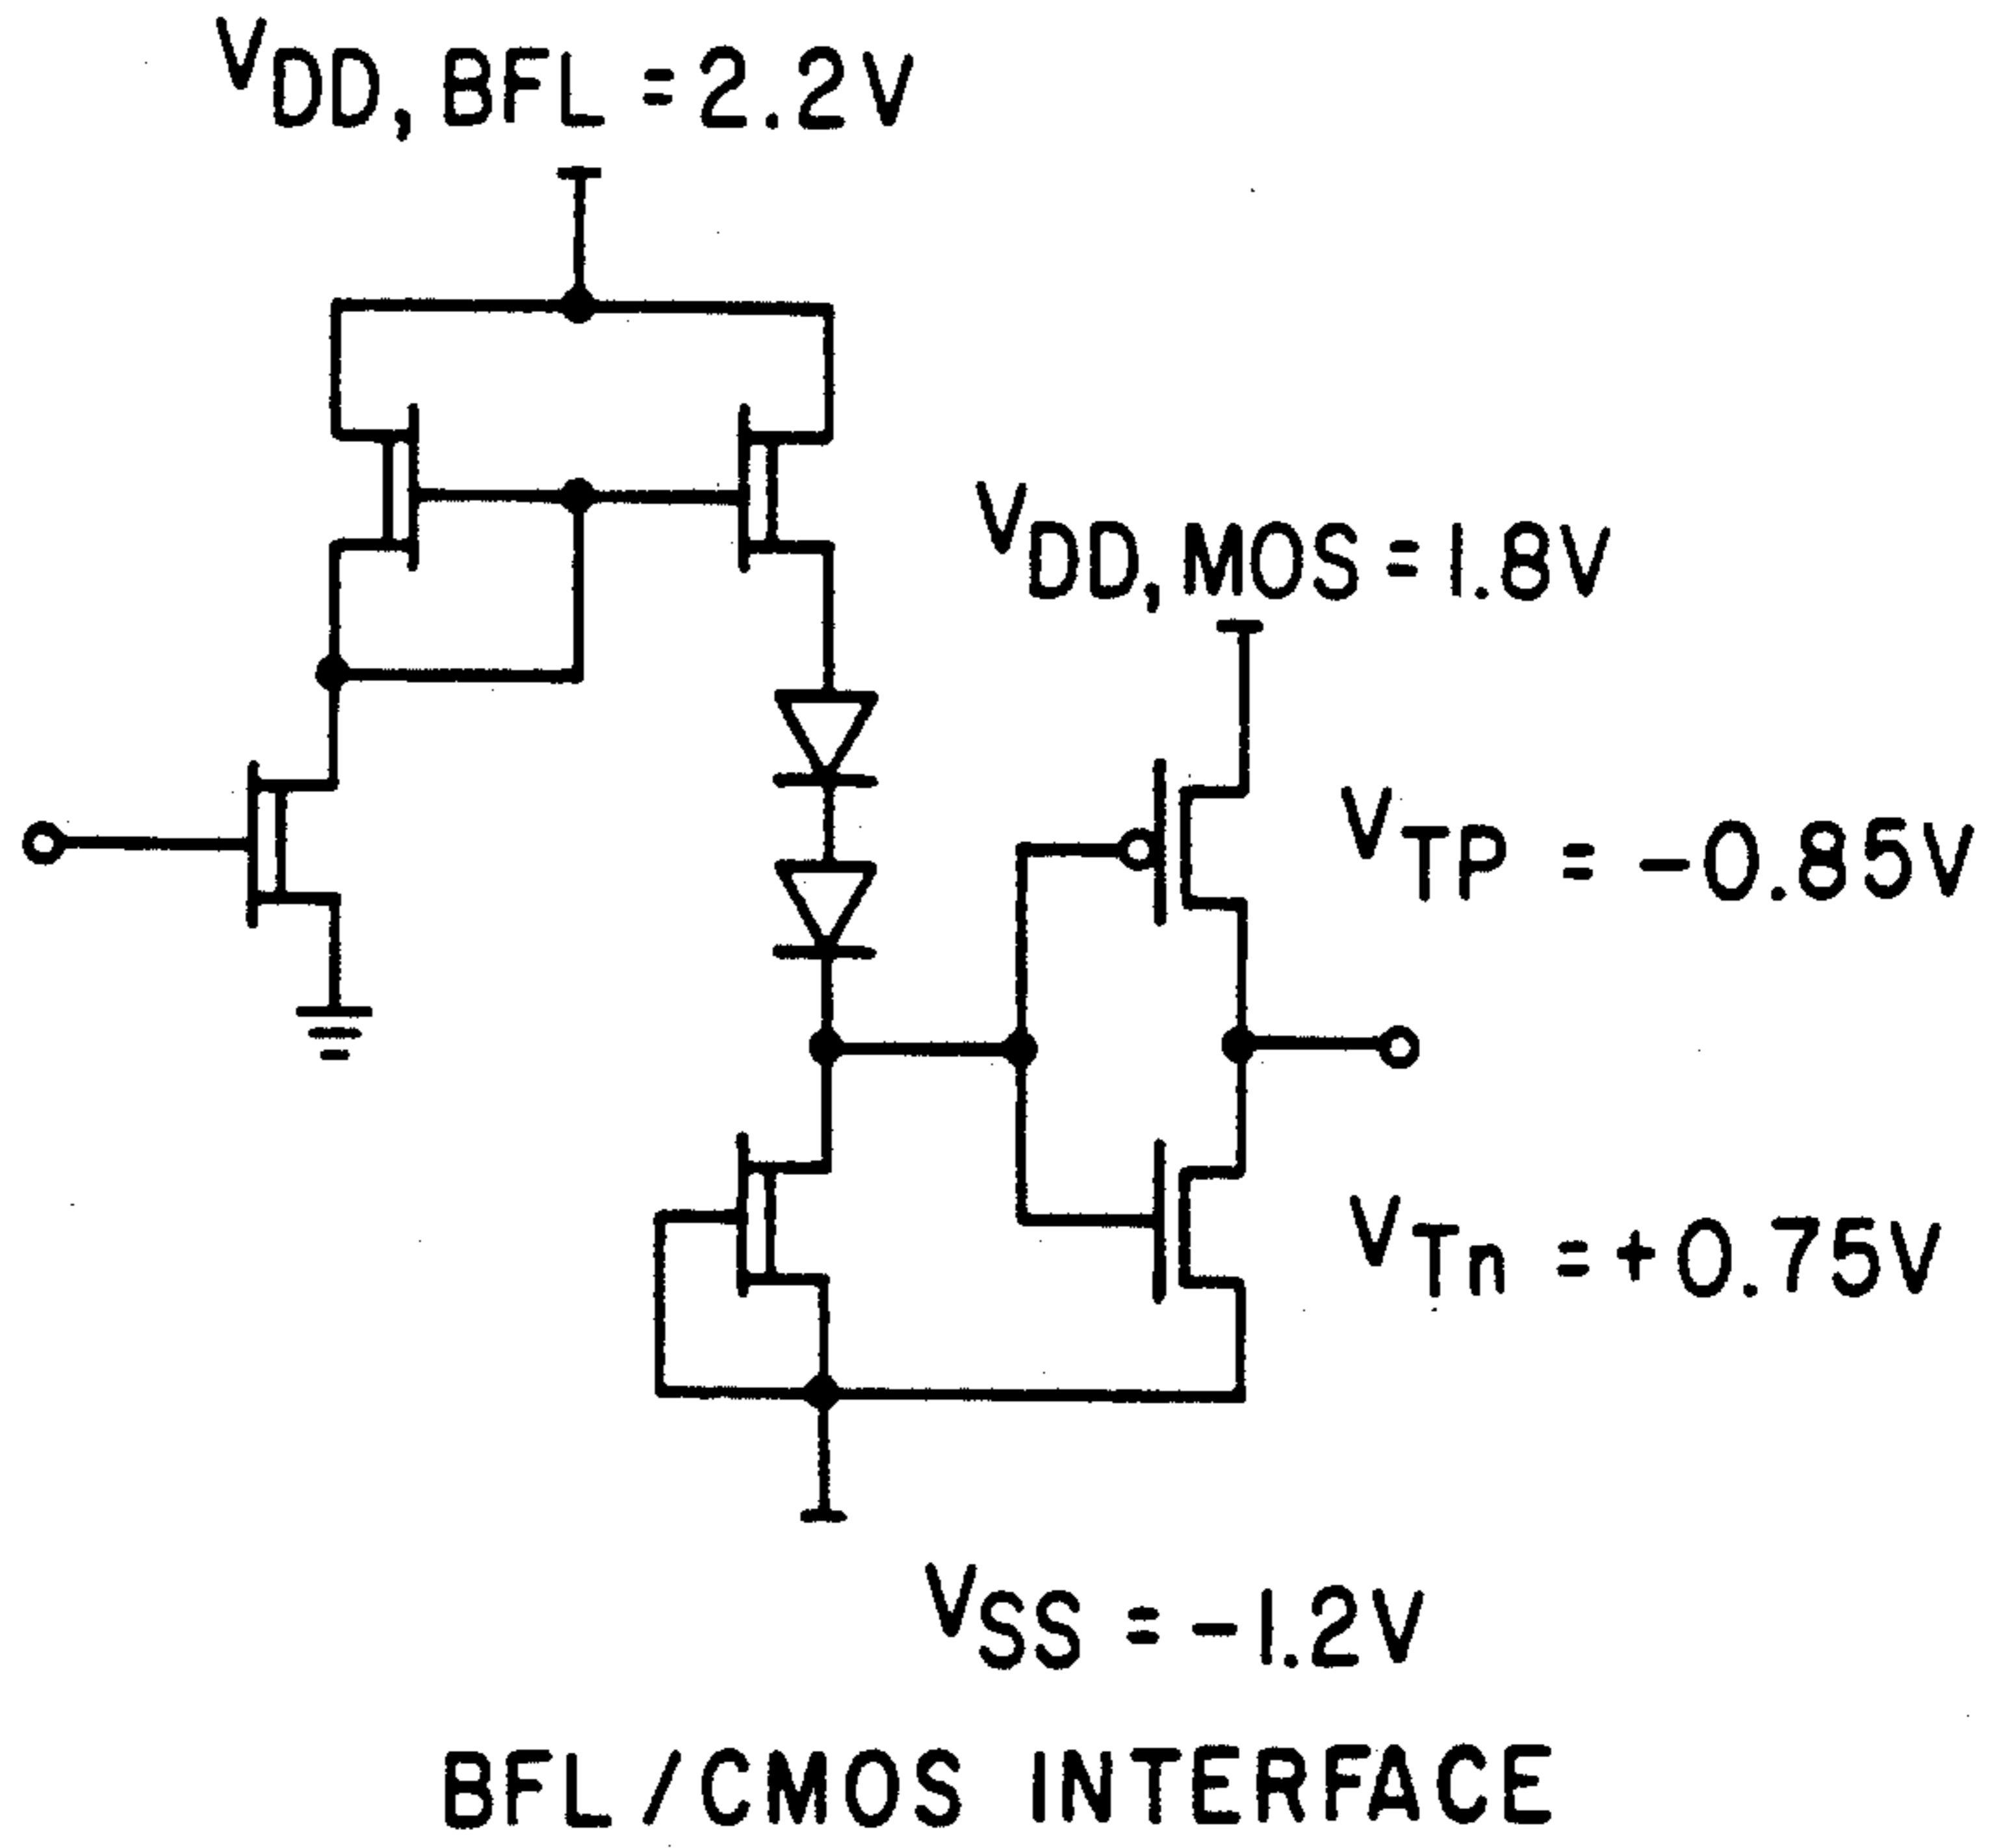 VDD, BFL = 2.2V
VDD, MOS = 1.8V
VTP = -0.85V
VTn = +0.75V
VSS = -1.2V
BFL/CMOS INTERFACE